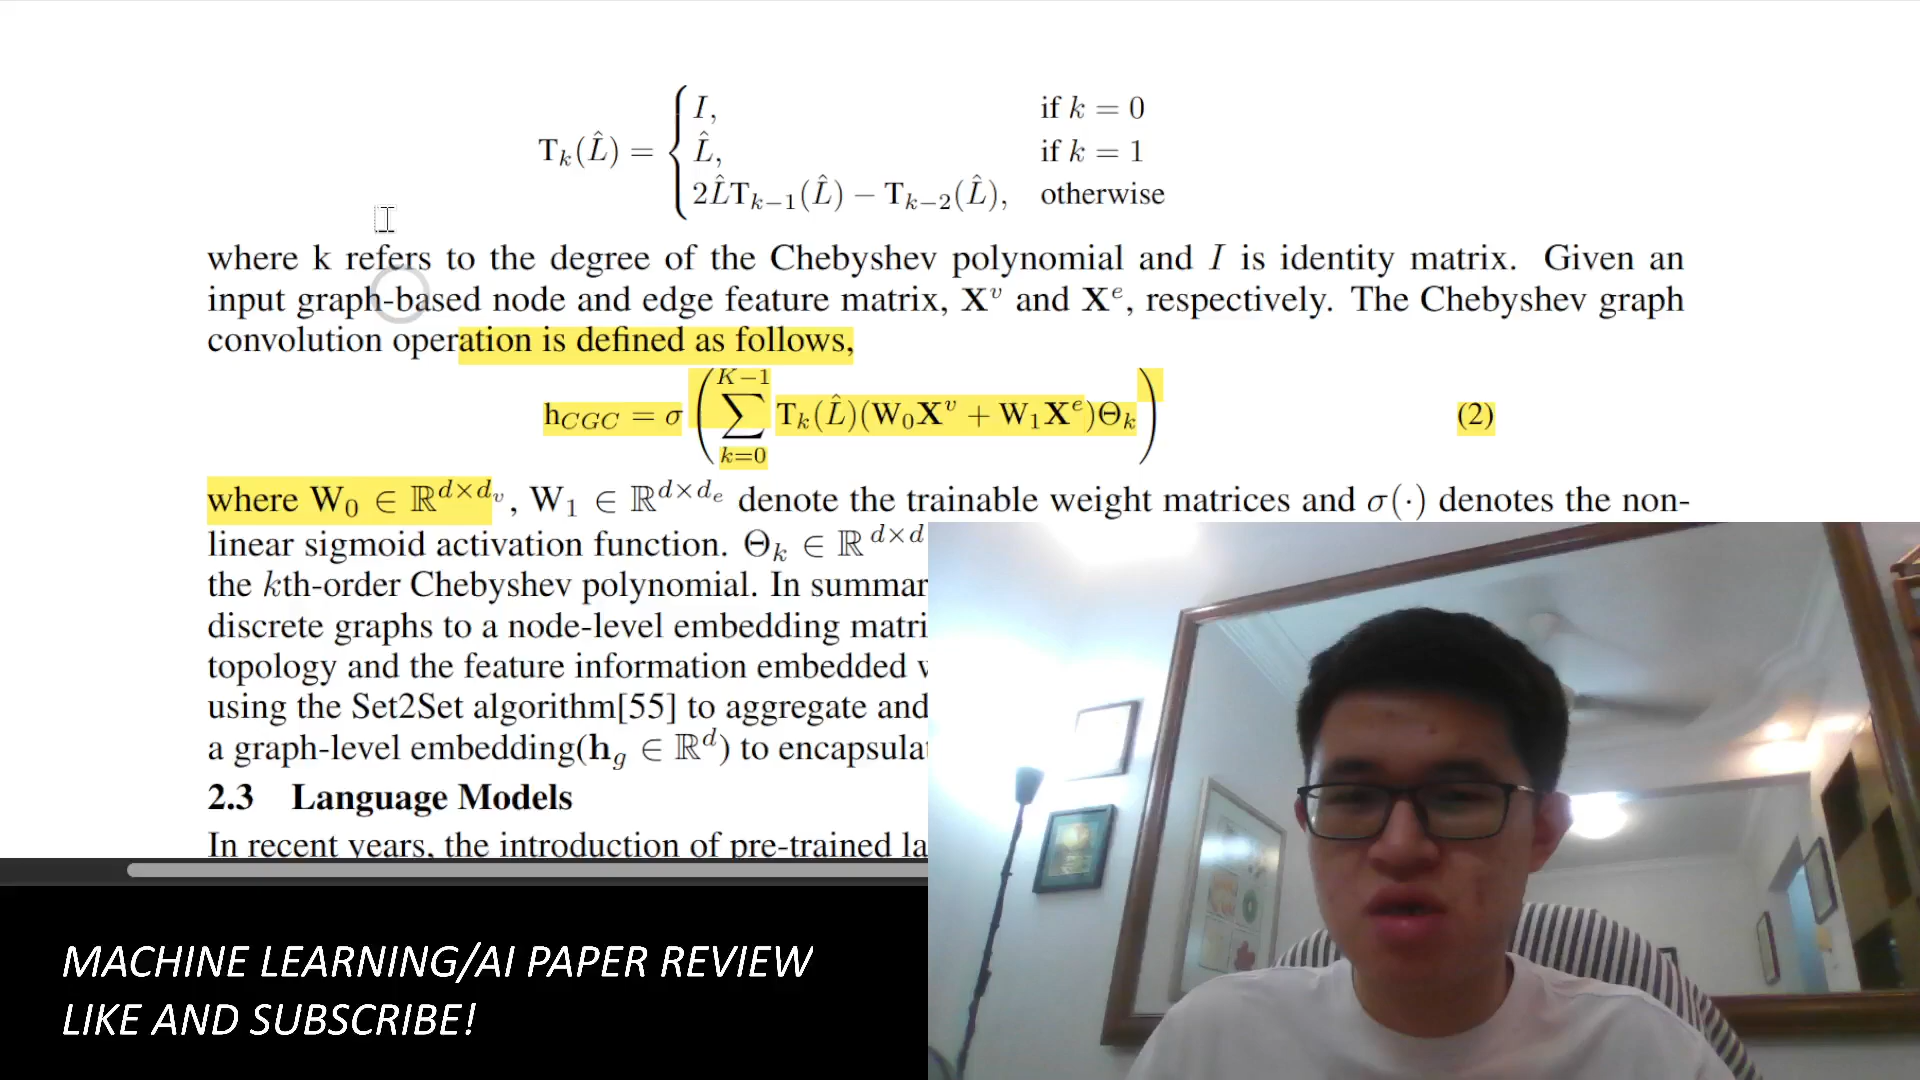 T_k(L̂) = { I, if k = 0
L̂, if k = 1
2L̂T_{k−1}(L̂) − T_{k−2}(L̂), otherwise
where k refers to the degree of the Chebyshev polynomial and I is identity matrix. Given an
input graph-based node and edge feature matrix, X^v and X^e, respectively. The Chebyshev graph
convolution operation is defined as follows,
h_{CGC} = σ ( ∑_{k=0}^{K−1} T_k(L̂)(W_0X^v + W_1X^e)Θ_k ) (2)
where W_0 ∈ ℝ^{d×d_v}, W_1 ∈ ℝ^{d×d_e} denote the trainable weight matrices and σ(·) denotes the non-
linear sigmoid activation function. Θ_k ∈ ℝ^{d×d}
the kth-order Chebyshev polynomial. In summar
discrete graphs to a node-level embedding matri
topology and the feature information embedded
using the Set2Set algorithm[55] to aggregate and
a graph-level embedding(h_g ∈ ℝ^d) to encapsula
2.3 Language Models
In recent years, the introduction of pre-trained la
MACHINE LEARNING/AI PAPER REVIEW
LIKE AND SUBSCRIBE!